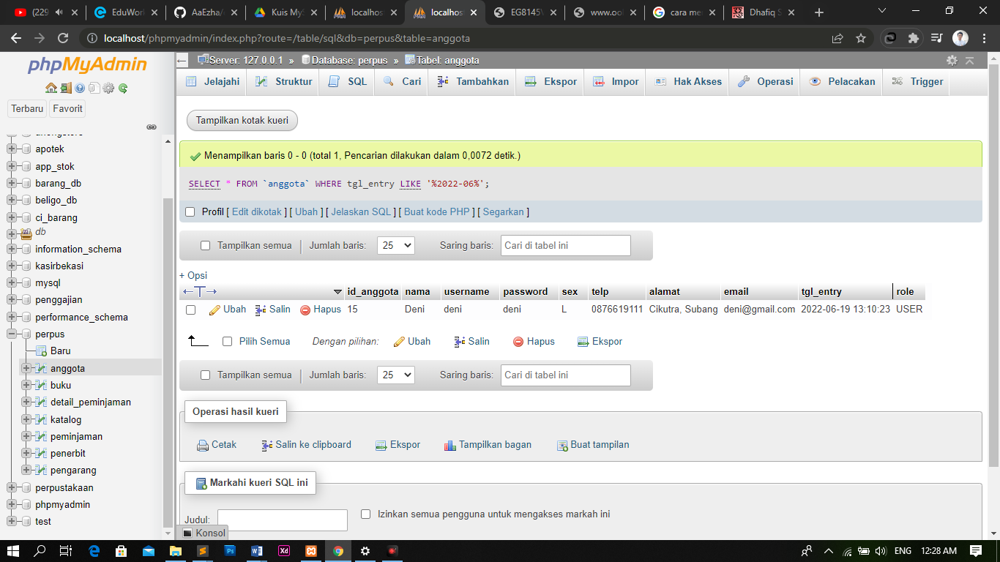 (229
EduWork
AaEzha/
Kuis MyS
localhos
localhos
EG8145V
www.ool
cara me
Dhafiq S
localhost/phpmyadmin/index.php?route=/table/sql&db=perpus&table=anggota
phpMyAdmin
Terbaru Favorit
apotek
app_stok
barang_db
beligo_db
ci_barang
db
information_schema
kasirbekasi
mysql
penggajian
performance_schema
perpus
Baru
anggota
buku
detail_peminjaman
katalog
peminjaman
penerbit
pengarang
perpustakaan
phpmyadmin
test
Server: 127.0.0.1 » Database: perpus » Tabel: anggota
Jelajahi Struktur SQL Cari Tambahkan Ekspor Impor Hak Akses Operasi Pelacakan Trigger
Tampilkan kotak kueri
Menampilkan baris 0 - 0 (total 1, Pencarian dilakukan dalam 0,0072 detik.)
SELECT * FROM `anggota` WHERE tgl_entry LIKE '%2022-06%';
Profil [ Edit dikotak ] [ Ubah ] [ Jelaskan SQL ] [ Buat kode PHP ] [ Segarkan ]
Tampilkan semua Jumlah baris: 25 Saring baris: Cari di tabel ini
+ Opsi
id_anggota nama username password sex telp alamat email tgl_entry role
Ubah Salin Hapus 15 Deni deni deni L 0876619111 Cikutra, Subang deni@gmail.com 2022-06-19 13:10:23 USER
Pilih Semua Dengan pilihan: Ubah Salin Hapus Ekspor
Tampilkan semua Jumlah baris: 25 Saring baris: Cari di tabel ini
Operasi hasil kueri
Cetak Salin ke clipboard Ekspor Tampilkan bagan Buat tampilan
Markahi kueri SQL ini
Judul: Izinkan semua pengguna untuk mengakses markah ini
Konsol
ENG 12:28 AM